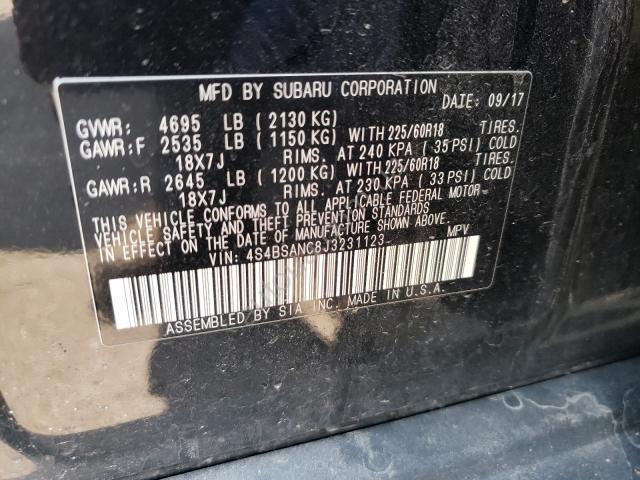 MFD BY SUBARU CORPORATION
DATE: 09/17
GVWR: 4695 LB (2130 KG)
GAWR:F 2535 LB (1150 KG) WITH 225/60R18 TIRES.
18X7J RIMS. AT 240 KPA (35 PSI) COLD
GAWR:R 2645 LB (1200 KG) WITH 225/60R18 TIRES.
18X7J RIMS. AT 230 KPA (33 PSI) COLD
THIS VEHICLE CONFORMS TO ALL APPLICABLE FEDERAL MOTOR
VEHICLE SAFETY AND THEFT PREVENTION STANDARDS
IN EFFECT ON THE DATE OF MANUFACTURE SHOWN ABOVE.
VIN: 4S4BSANC8J3231123 MPV
ASSEMBLED BY SIA INC. MADE IN U.S.A.